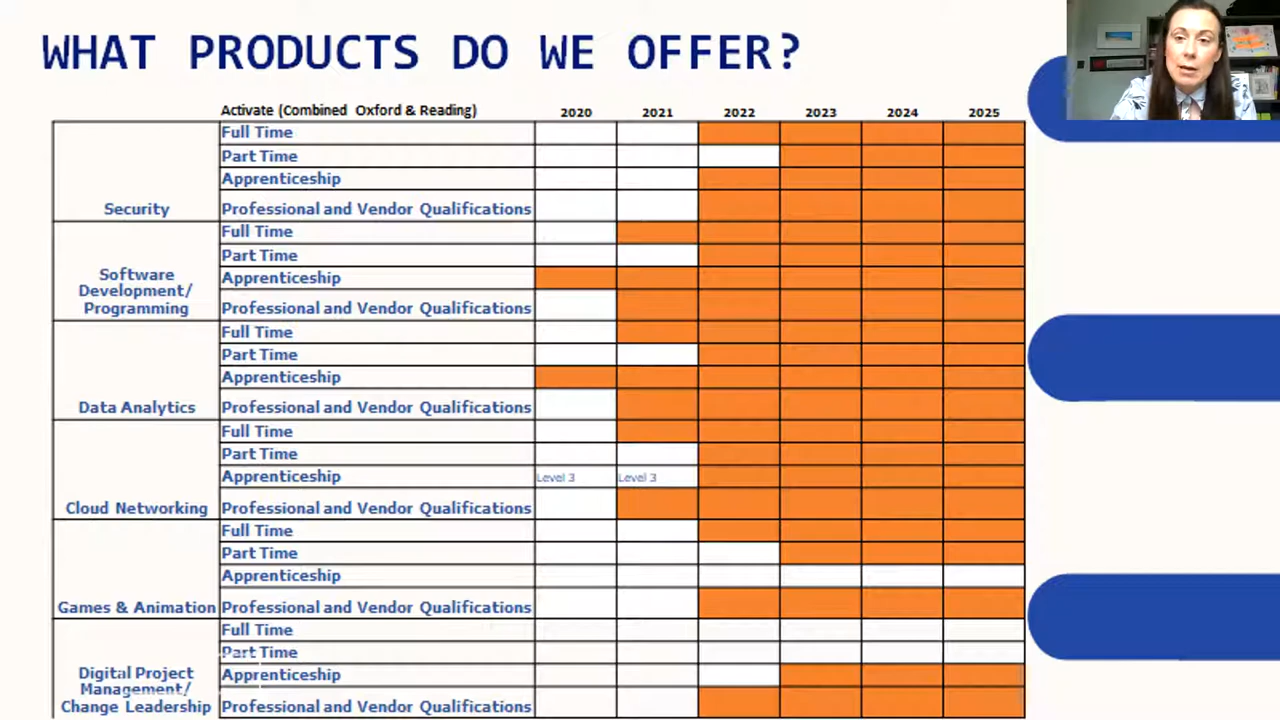 WHAT PRODUCTS DO WE OFFER?
Activate (Combined Oxford & Reading) 2020 2021 2022 2023 2024 2025
Full Time
Part Time
Apprenticeship
Security Professional and Vendor Qualifications
Full Time
Part Time
Software
Development/
Programming
Apprenticeship
Professional and Vendor Qualifications
Full Time
Part Time
Apprenticeship
Data Analytics Professional and Vendor Qualifications
Full Time
Part Time
Apprenticeship Level 3 Level 3
Cloud Networking Professional and Vendor Qualifications
Full Time
Part Time
Apprenticeship
Games & Animation Professional and Vendor Qualifications
Full Time
Part Time
Digital Project
Management/
Change Leadership
Apprenticeship
Professional and Vendor Qualifications